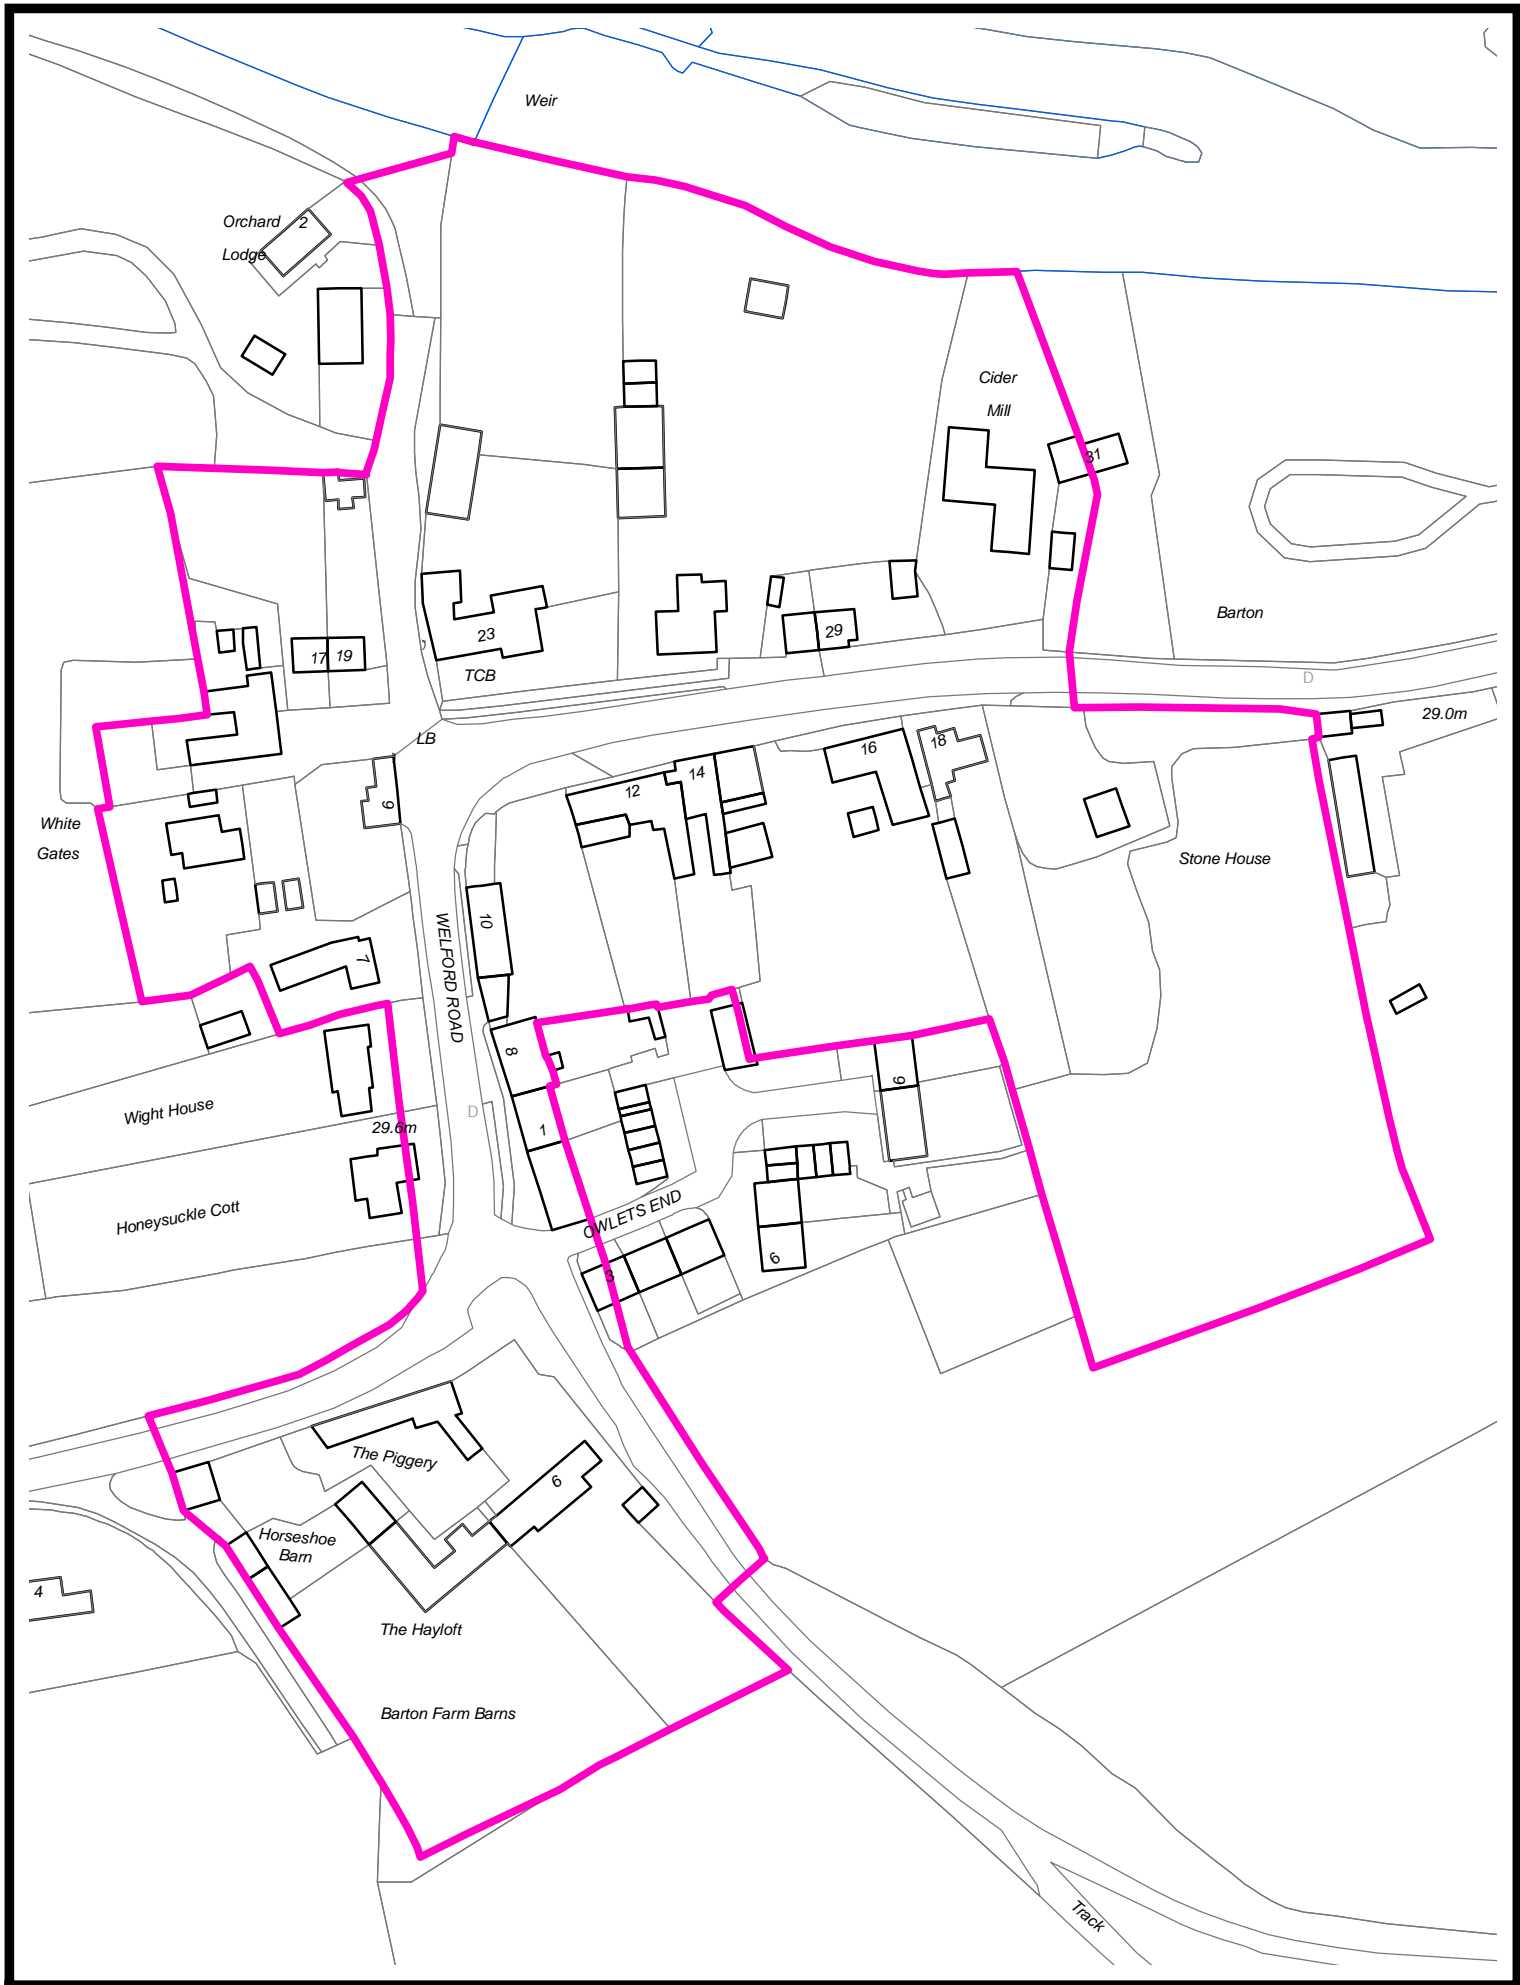 Weir
Orchard 2
Lodge
Cider
Mill
31
Barton
29
23
17 19
TCB
D
29.0m
LB
16
18
14
12
9
White
Gates
Stone House
10
WELFORD ROAD
7
8
9
Wight House
D
29.6m
1
Honeysuckle Cott
OWLETS END
6
3
The Piggery
6
Horseshoe
Barn
4
The Hayloft
Barton Farm Barns
Track